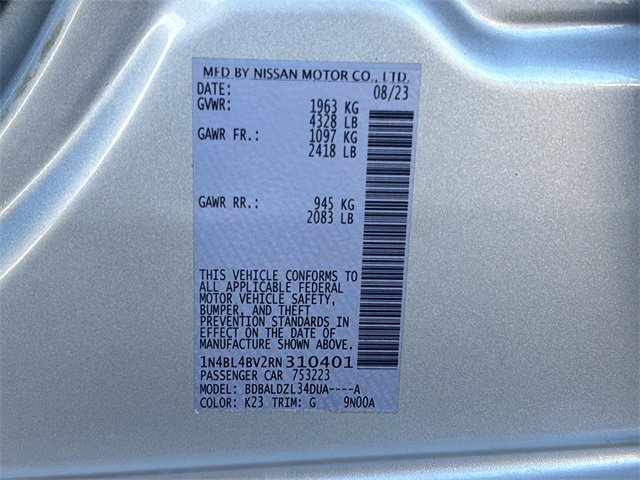 MFD BY NISSAN MOTOR CO., LTD.
DATE: 08/23
GVWR: 1963 KG
4328 LB
GAWR FR.: 1097 KG
2418 LB
GAWR RR.: 945 KG
2083 LB
THIS VEHICLE CONFORMS TO
ALL APPLICABLE FEDERAL
MOTOR VEHICLE SAFETY,
BUMPER, AND THEFT
PREVENTION STANDARDS IN
EFFECT ON THE DATE OF
MANUFACTURE SHOWN ABOVE.
1N4BL4BV2RN310401
PASSENGER CAR 753223
MODEL: BDBALDZL34DUA----A
COLOR: K23 TRIM: G 9N00A